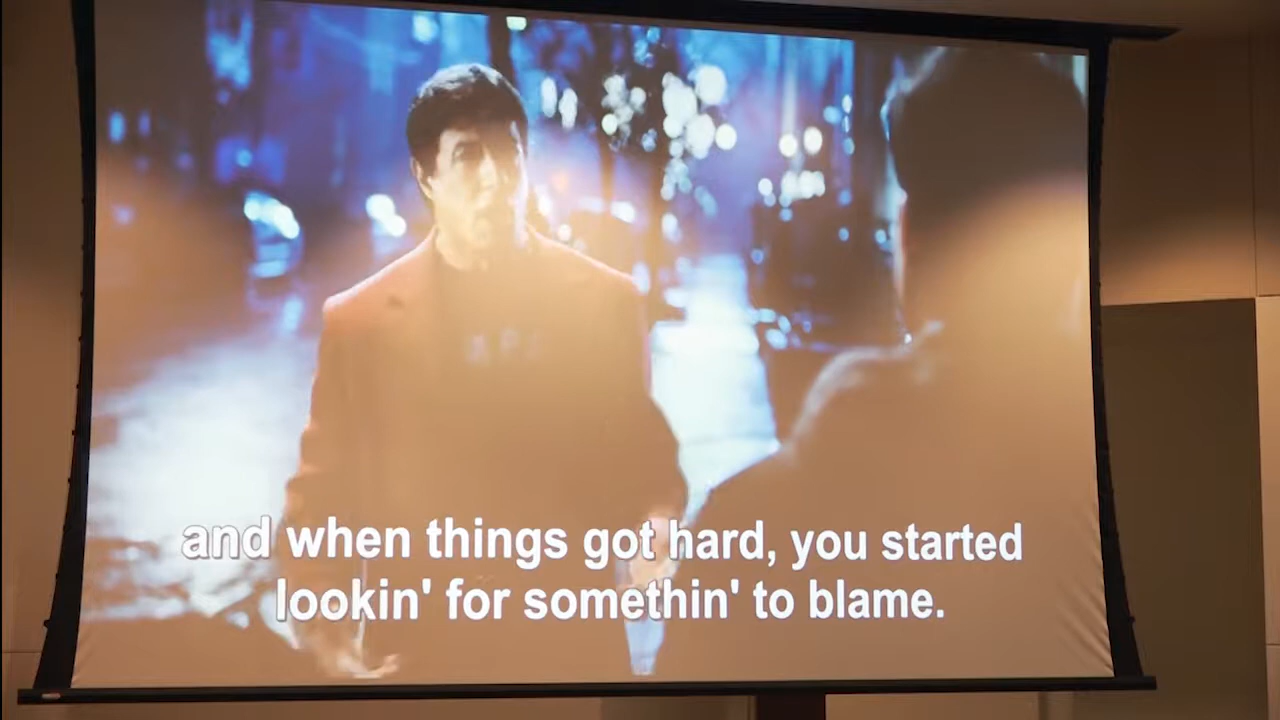 and when things got hard, you started
lookin' for somethin' to blame.